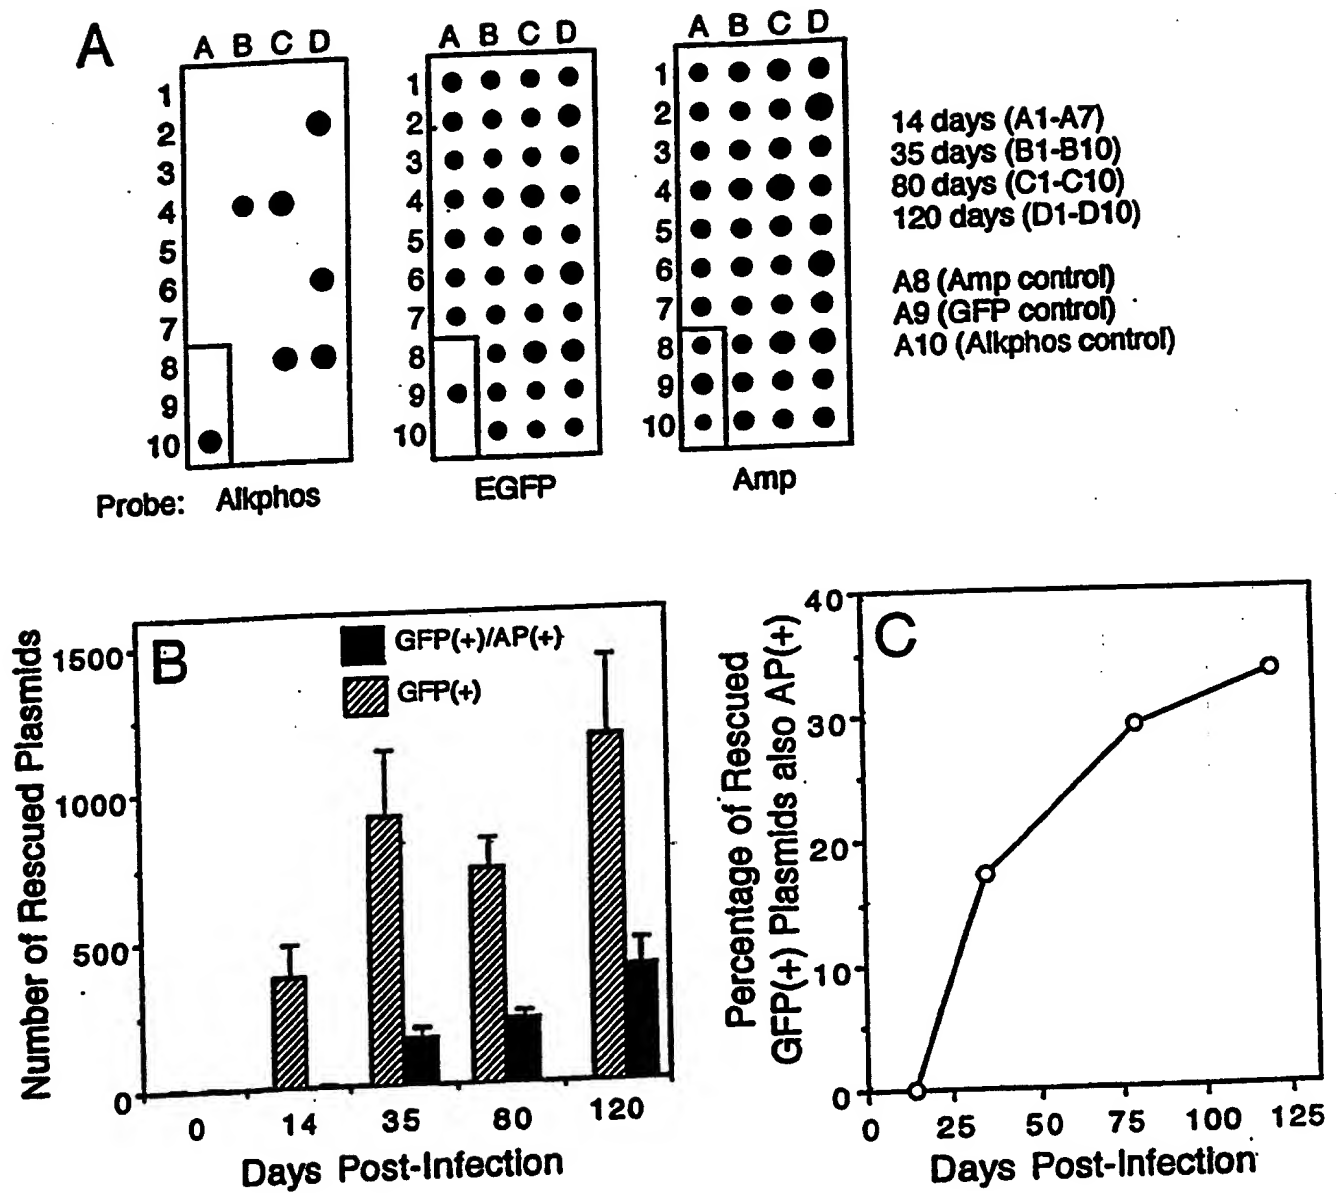 A
A B C D
1
2
3
4
5
6
7
8
9
10
A B C D
1
2
3
4
5
6
7
8
9
10
A B C D
1
2
3
4
5
6
7
8
9
10
Probe: Alkphos
EGFP
Amp
14 days (A1-A7)
35 days (B1-B10)
80 days (C1-C10)
120 days (D1-D10)
A8 (Amp control)
A9 (GFP control)
A10 (Alkphos control)
B
GFP(+)/AP(+)
GFP(+)
Number of Rescued Plasmids
1500
1000
500
0
0 14 35 80 120
Days Post-Infection
C
Percentage of Rescued
GFP(+) Plasmids also AP(+)
40
30
20
10
0
0 25 50 75 100 125
Days Post-Infection